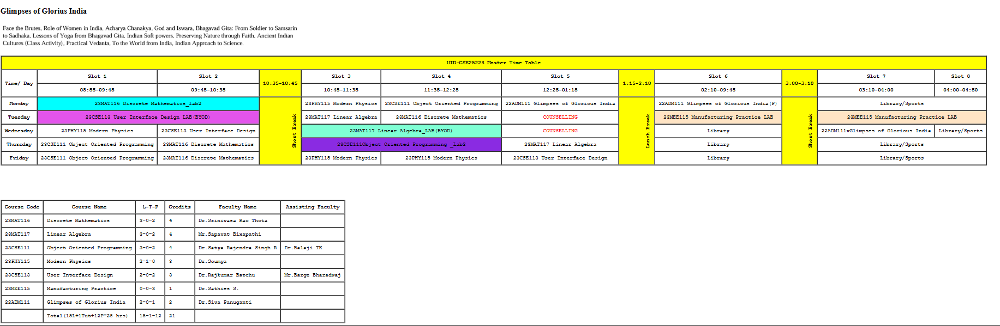 Glimpses of Glorius India
Face the Brutes, Role of Women in India, Acharya Chanakya, God and Iswara, Bhagavad Gita: From Soldier to Samsarin
to Sadhaka, Lessons of Yoga from Bhagavad Gita, Indian Soft powers, Preserving Nature through Faith, Ancient Indian
Cultures (Class Activity), Practical Vedanta, To the World from India, Indian Approach to Science.
UID-CSE25223 Master Time Table
Time/ Day Slot 1 Slot 2 10:35-10:45 Slot 3 Slot 4 Slot 5 1:15-2:10 Slot 6 3:00-3:10 Slot 7 Slot 8
08:55-09:45 09:45-10:35 10:45-11:35 11:35-12:25 12:25-01:15 02:10-09:45 03:10-04:00 04:00-04:50
Monday 23MAT116 Discrete Mathematics_lab2 Short Break 23PHY115 Modern Physics 23CSE111 Object Oriented Programming 22ADM111 Glimpses of Glorious India Lunch Break 22ADM111 Glimpses of Glorious India(P) Short Break Library/Sports
Tuesday 23CSE113 User Interface Design LAB(BYOD) 23MAT117 Linear Algebra 23MAT116 Discrete Mathematics COUNSELLING 23MEE115 Manufacturing Practice LAB 23MEE115 Manufacturing Practice LAB
Wednesday 23PHY115 Modern Physics 23CSE113 User Interface Design 23MAT117 Linear Algebra_LAB(BYOD) COUNSELLING Library 22ADM111vGlimpses of Glorious India Library/Sports
Thursday 23CSE111 Object Oriented Programming 23MAT116 Discrete Mathematics 23CSE111Object Oriented Programming _Lab2 23MAT117 Linear Algebra Library Library/Sports
Friday 23CSE111 Object Oriented Programming 23MAT116 Discrete Mathematics 23PHY115 Modern Physics 23PHY115 Modern Physics 23CSE113 User Interface Design Library Library/Sports
Course Code Course Name L-T-P Credits Faculty Name Assisting Faculty
23MAT116 Discrete Mathematics 3-0-2 4 Dr.Srinivasa Rao Thota
23MAT117 Linear Algebra 3-0-2 4 Mr.Sapavat Bixapathi
23CSE111 Object Oriented Programming 3-0-2 4 Dr.Satya Rajendra Singh R Dr.Balaji TK
23PHY115 Modern Physics 2-1-0 3 Dr.Soumya
23CSE113 User Interface Design 2-0-2 3 Dr.Rajkumar Batchu Mr.Barge Bharadwaj
23MEE115 Manufacturing Practice 0-0-3 1 Dr.Sathies S.
22ADM111 Glimpses of Glorius India 2-0-1 2 Dr.Siva Panuganti
Total(15L+1Tut+12P=28 hrs) 15-1-12 21